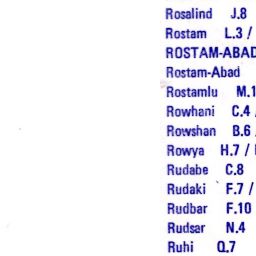 Rosalind J.8
Rostam L.3 /
ROSTAM-ABAD
Rostam-Abad
Rostamlu M.1
Rowhani C.4 /
Rowshan B.6 /
Rowya H.7 /
Rudabe C.8
Rudaki F.7 /
Rudbar F.10
Rudsar N.4
Ruhi Q.7